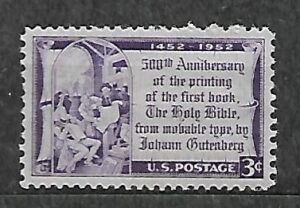 1452-1952
500th Anniversary
of the printing
of the first book,
The Holy Bible,
from movable type, by
Johann Gutenberg
U.S. POSTAGE 3¢